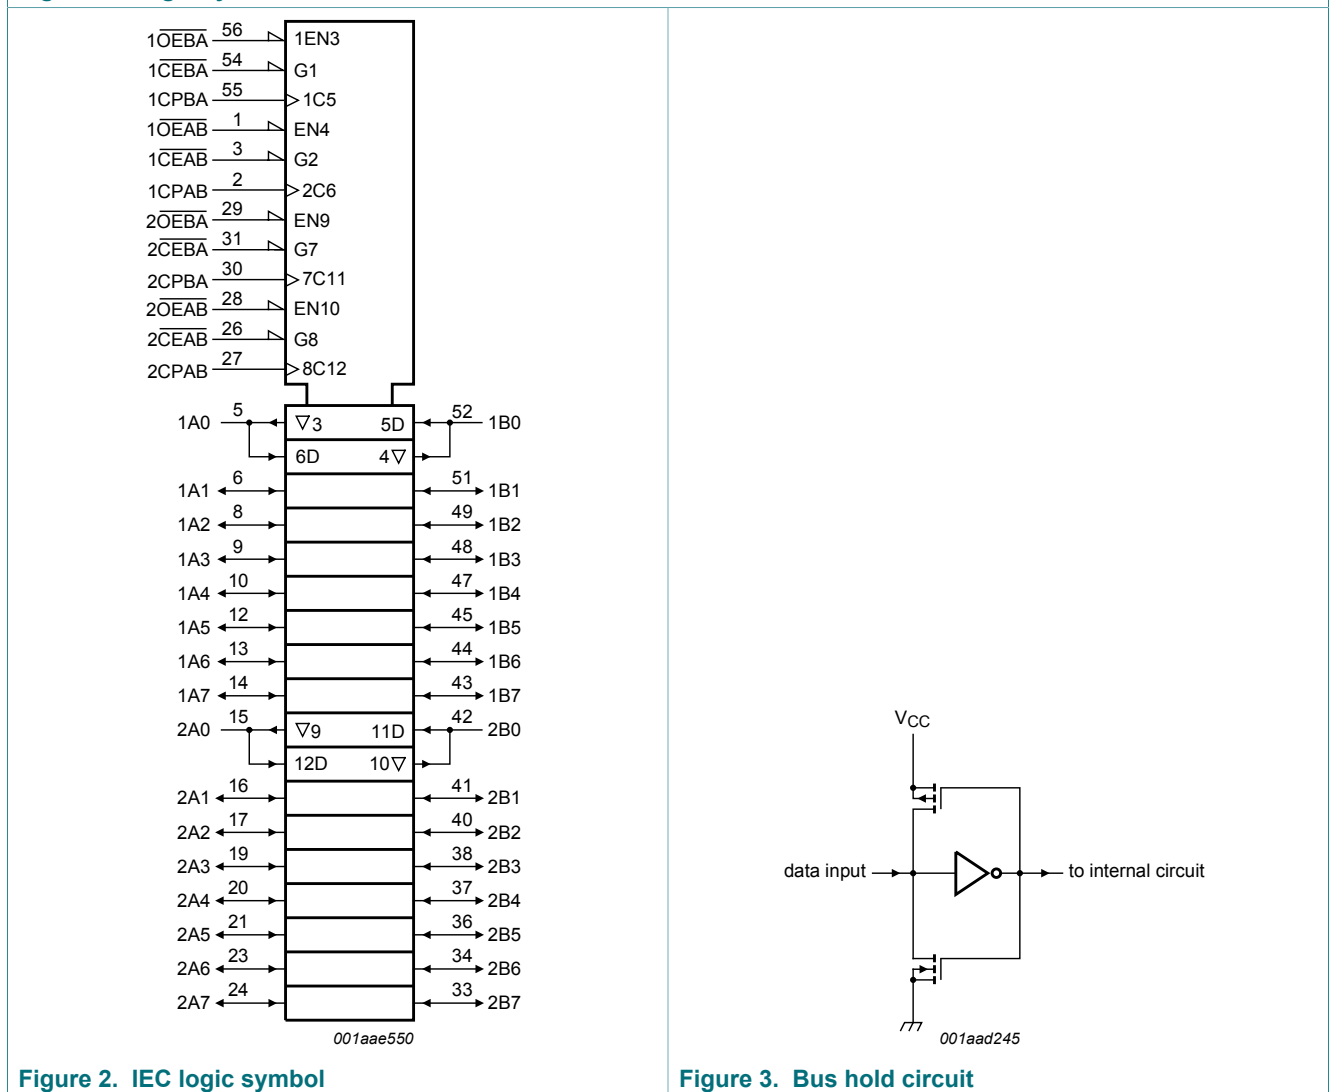 1OEBA 56 1EN3
1CEBA 54 G1
1CPBA 55 1C5
1OEAB 1 EN4
1CEAB 3 G2
1CPAB 2 2C6
2OEBA 29 EN9
2CEBA 31 G7
2CPBA 30 7C11
2OEAB 28 EN10
2CEAB 26 G8
2CPAB 27 8C12
1A0 5 ▽3 5D 52 1B0
6D 4▽
1A1 6 51 1B1
1A2 8 49 1B2
1A3 9 48 1B3
1A4 10 47 1B4
1A5 12 45 1B5
1A6 13 44 1B6
1A7 14 43 1B7
2A0 15 ▽9 11D 42 2B0
12D 10▽
2A1 16 41 2B1
2A2 17 40 2B2
2A3 19 38 2B3
2A4 20 37 2B4
2A5 21 36 2B5
2A6 23 34 2B6
2A7 24 33 2B7
001aae550
Figure 2. IEC logic symbol
VCC
data input
to internal circuit
001aad245
Figure 3. Bus hold circuit